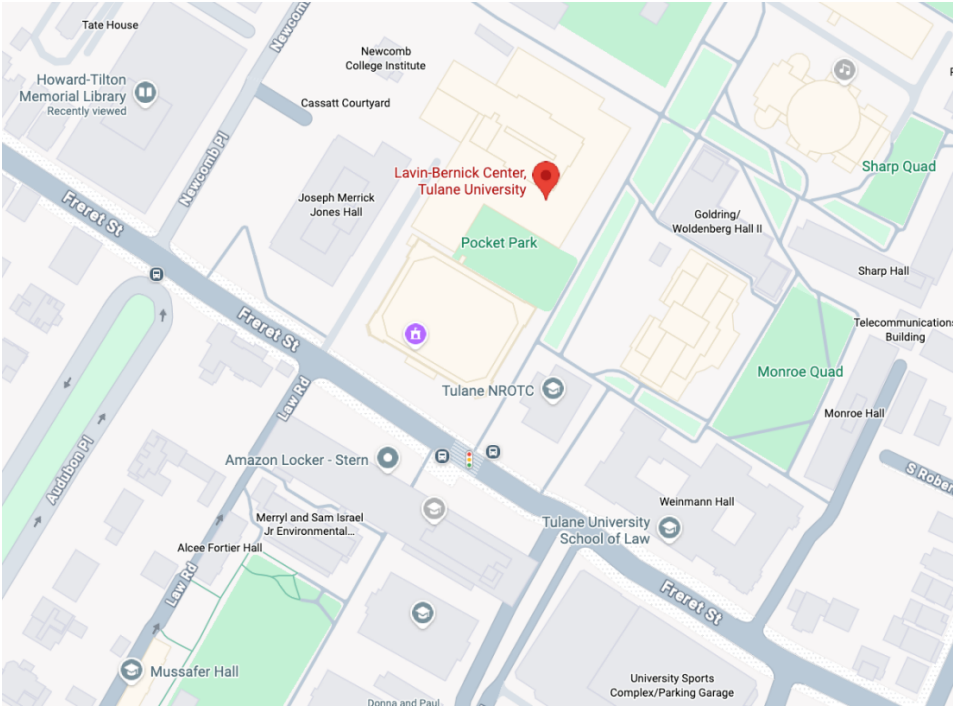 Tate House
Newcomb
Newcomb
College Institute
Howard-Tilton
Memorial Library
Recently viewed
Cassatt Courtyard
Newcomb Pl
Sharp Quad
Lavin-Bernick Center,
Tulane University
Joseph Merrick
Jones Hall
Freret St
Goldring/
Woldenberg Hall II
Pocket Park
Sharp Hall
Freret St
Telecommunications
Building
Monroe Quad
Tulane NROTC
Law Rd
Monroe Hall
Audubon Pl
Amazon Locker - Stern
S Rober
Weinmann Hall
Merryl and Sam Israel
Jr Environmental...
Tulane University
School of Law
Alcee Fortier Hall
Law Rd
Freret St
Mussafer Hall
University Sports
Complex/Parking Garage
Donna and Paul